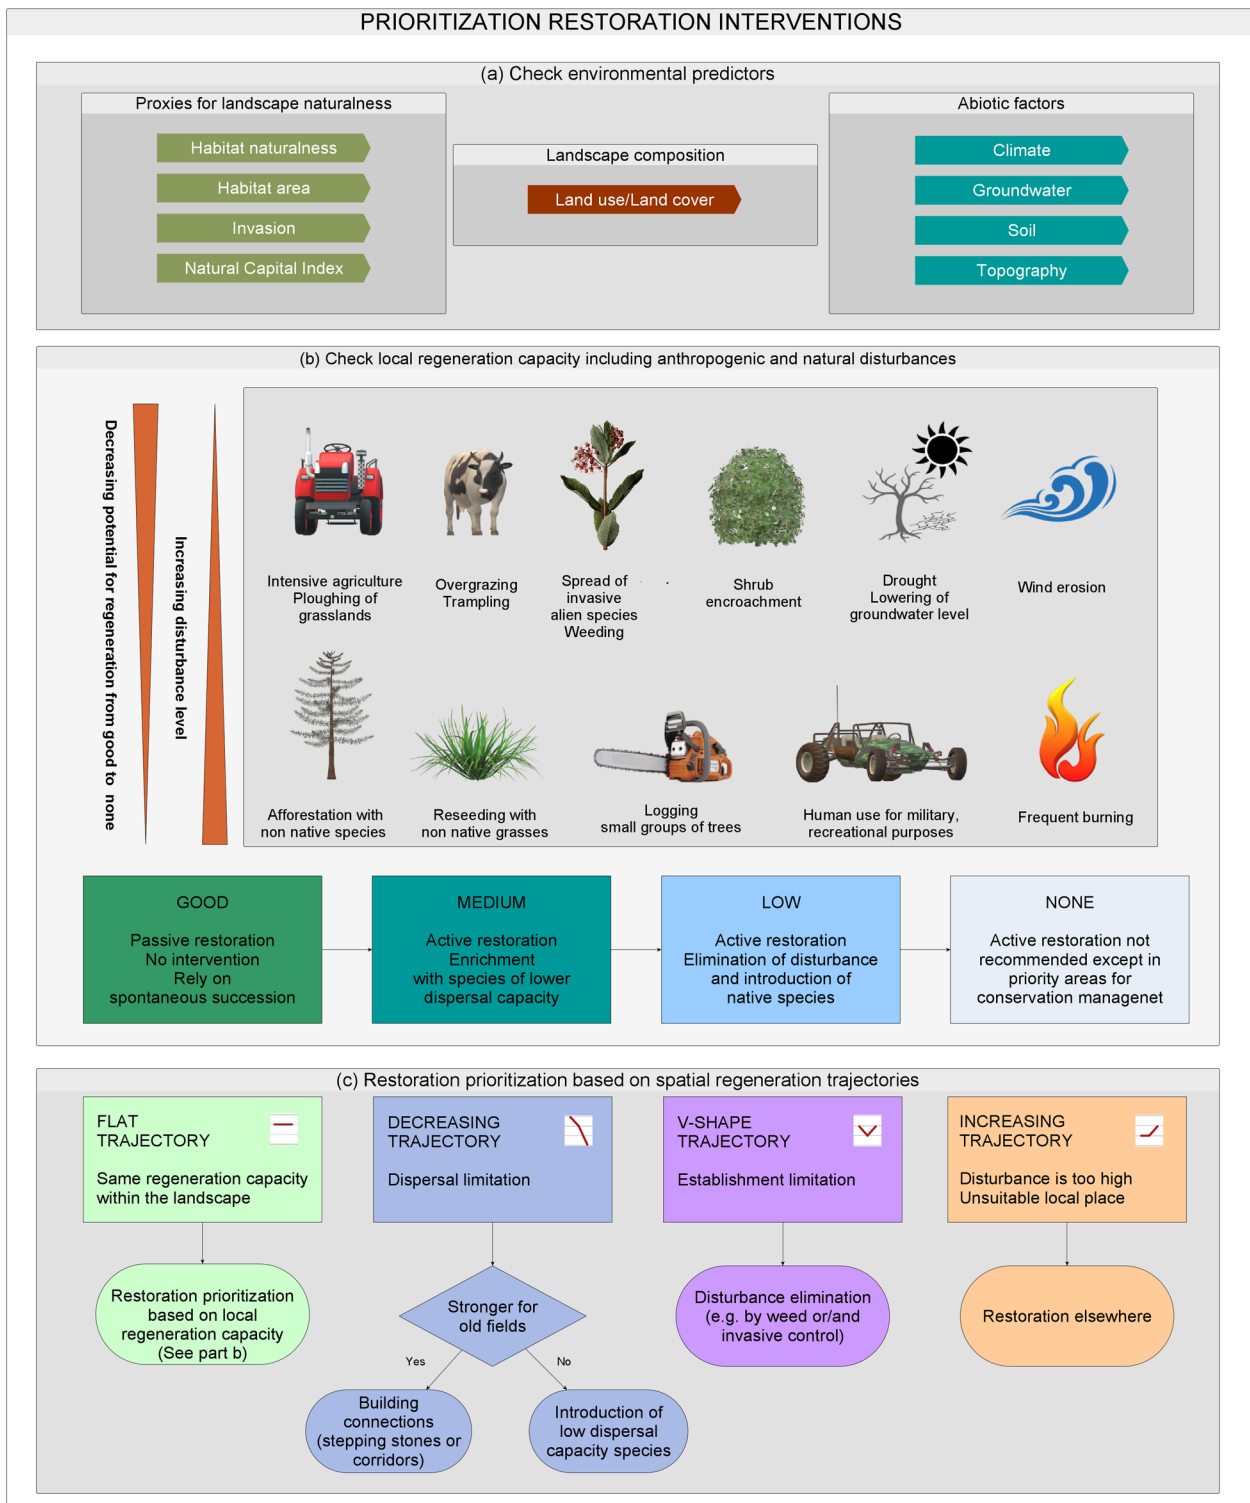 PRIORITIZATION RESTORATION INTERVENTIONS
(a) Check environmental predictors
Proxies for landscape naturalness
Habitat naturalness
Habitat area
Invasion
Natural Capital Index
Landscape composition
Land use/Land cover
Abiotic factors
Climate
Groundwater
Soil
Topography
(b) Check local regeneration capacity including anthropogenic and natural disturbances
Decreasing potential for regeneration from good to none
Increasing disturbance level
Intensive agriculture
Ploughing of
grasslands
Overgrazing
Trampling
Spread of
invasive
alien species
Weeding
Shrub
encroachment
Drought
Lowering of
groundwater level
Wind erosion
Afforestation with
non native species
Reseeding with
non native grasses
Logging
small groups of trees
Human use for military,
recreational purposes
Frequent burning
GOOD
Passive restoration
No intervention
Rely on
spontaneous succession
MEDIUM
Active restoration
Enrichment
with species of lower
dispersal capacity
LOW
Active restoration
Elimination of disturbance
and introduction of
native species
NONE
Active restoration not
recommended except in
priority areas for
conservation managenet
(c) Restoration prioritization based on spatial regeneration trajectories
FLAT
TRAJECTORY
Same regeneration capacity
within the landscape
DECREASING
TRAJECTORY
Dispersal limitation
V-SHAPE
TRAJECTORY
Establishment limitation
INCREASING
TRAJECTORY
Disturbance is too high
Unsuitable local place
Restoration prioritization
based on local
regeneration capacity
(See part b)
Stronger for
old fields
Yes
No
Building
connections
(stepping stones or
corridors)
Introduction of
low dispersal
capacity species
Disturbance elimination
(e.g. by weed or/and
invasive control)
Restoration elsewhere